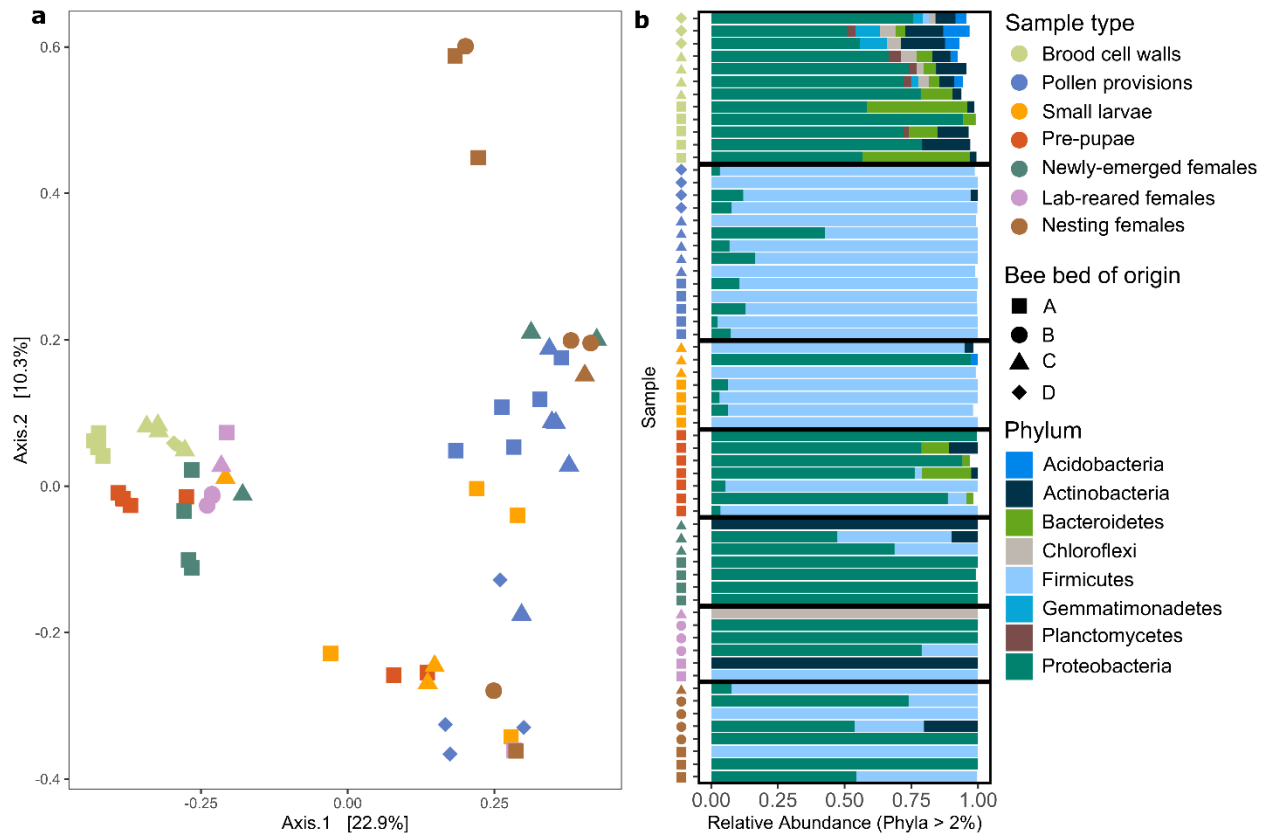 a
0.6
0.4
0.2
0.0
-0.2
-0.4
Axis.2 [10.3%]
-0.25
0.00
0.25
Axis.1 [22.9%]
b
Sample
0.00
0.25
0.50
0.75
1.00
Relative Abundance (Phyla > 2%)
Sample type
Brood cell walls
Pollen provisions
Small larvae
Pre-pupae
Newly-emerged females
Lab-reared females
Nesting females
Bee bed of origin
A
B
C
D
Phylum
Acidobacteria
Actinobacteria
Bacteroidetes
Chloroflexi
Firmicutes
Gemmatimonadetes
Planctomycetes
Proteobacteria